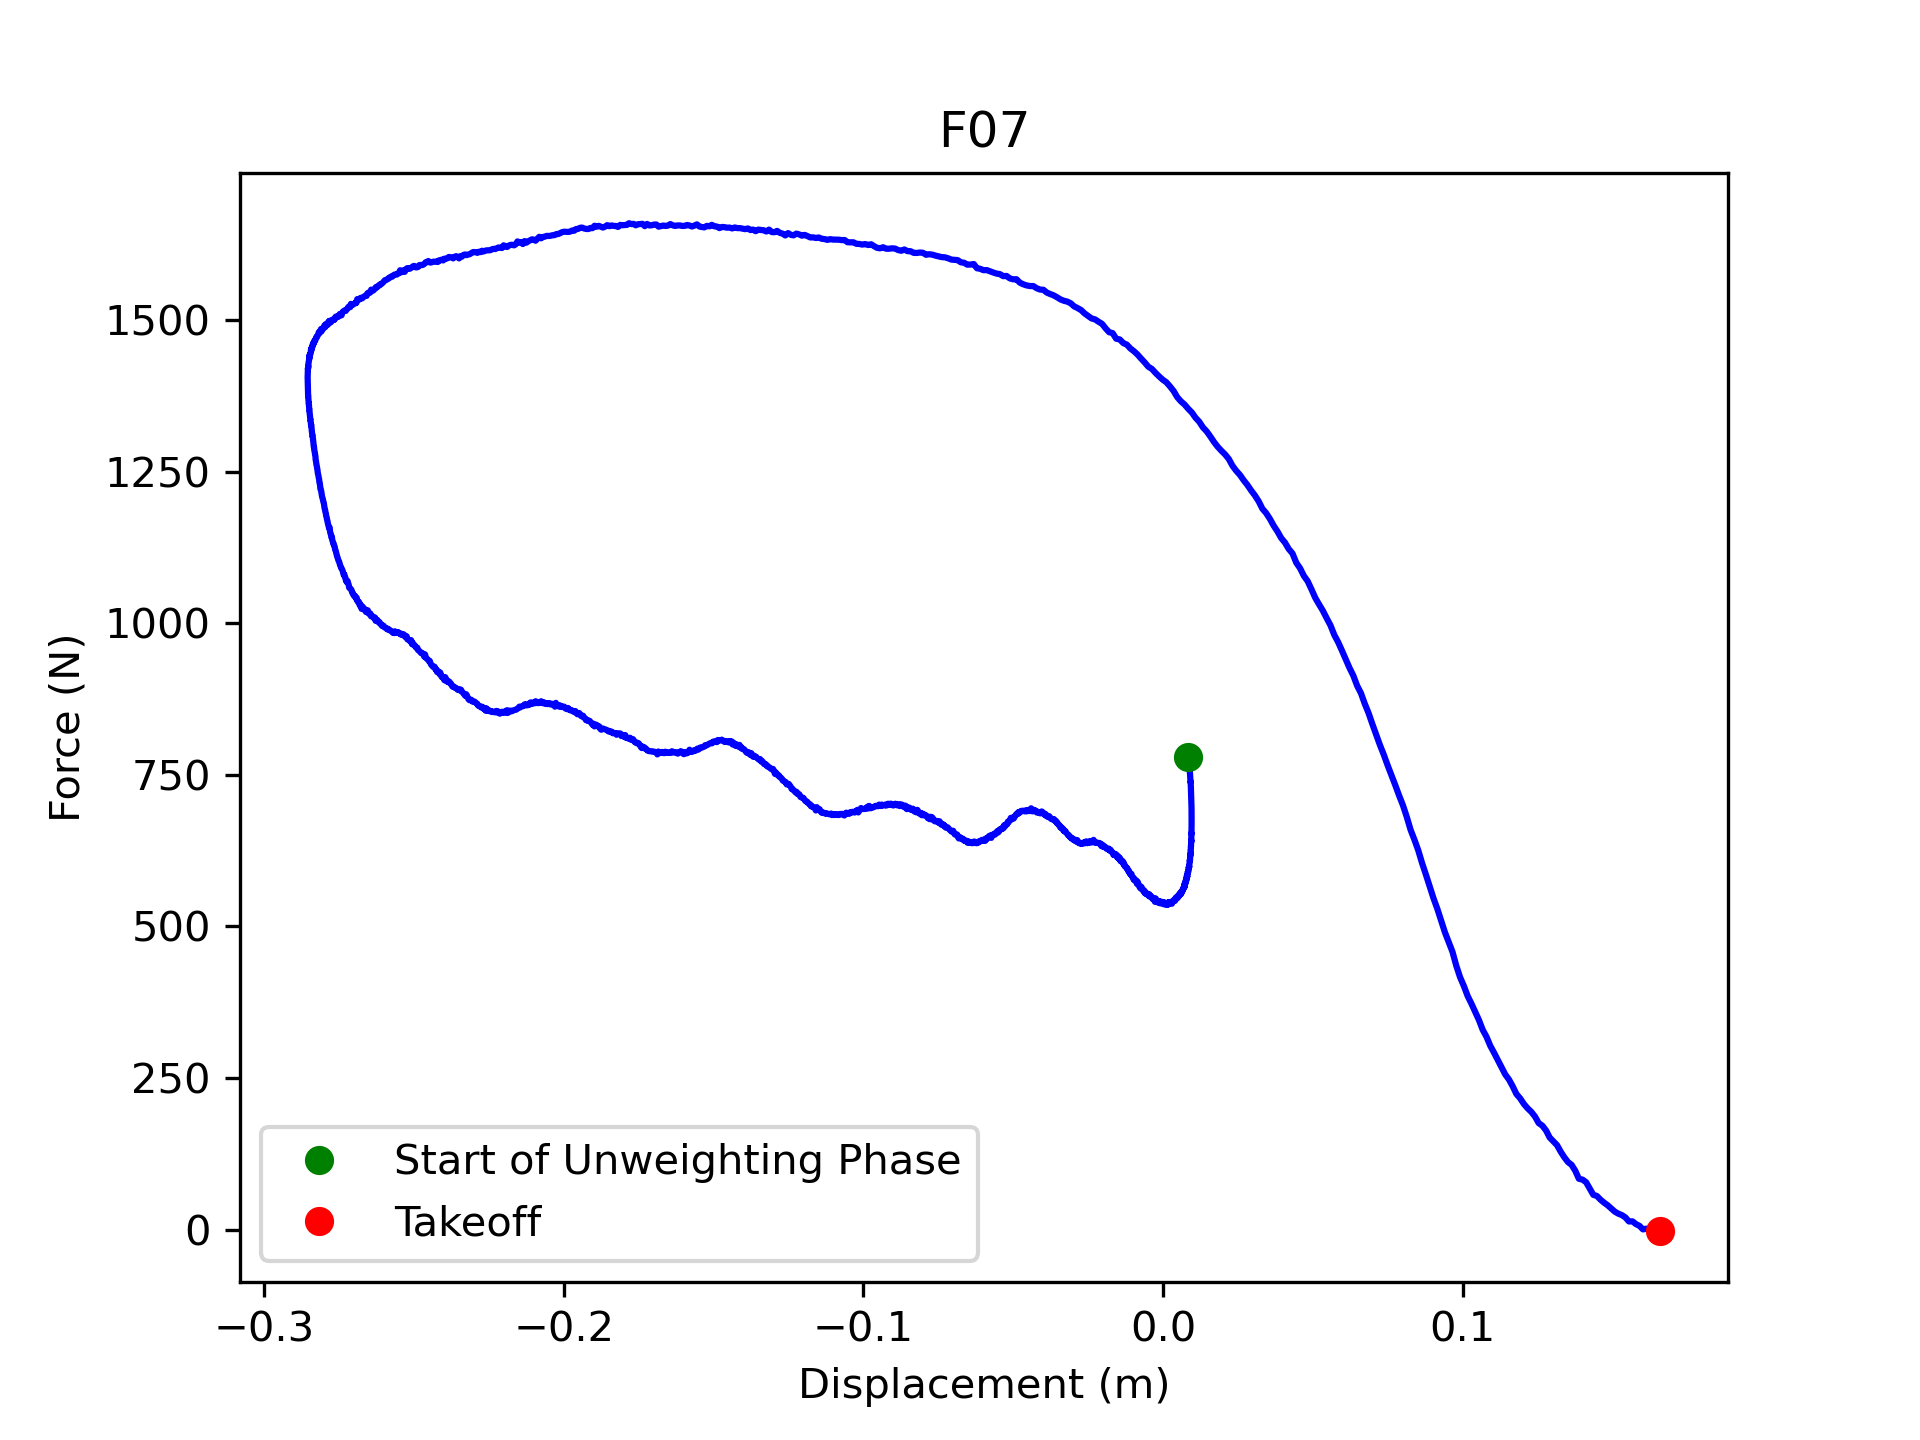 F07
Force (N)
1500
1250
1000
750
500
250
0
Start of Unweighting Phase
Takeoff
−0.3 −0.2 −0.1 0.0 0.1
Displacement (m)